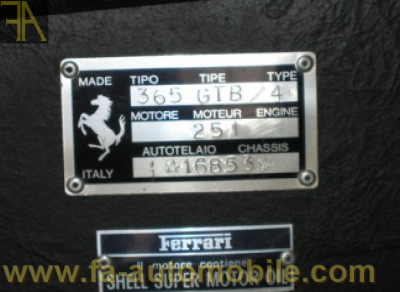 FA
MADE
ITALY
TIPO TIPE TYPE
365 GTB/4
MOTORE MOTEUR ENGINE
251
AUTOTELAIO CHASSIS
Ferrari
il motore contiene
SHELL SUPER MOTOR OIL
www.fa-automobile.com